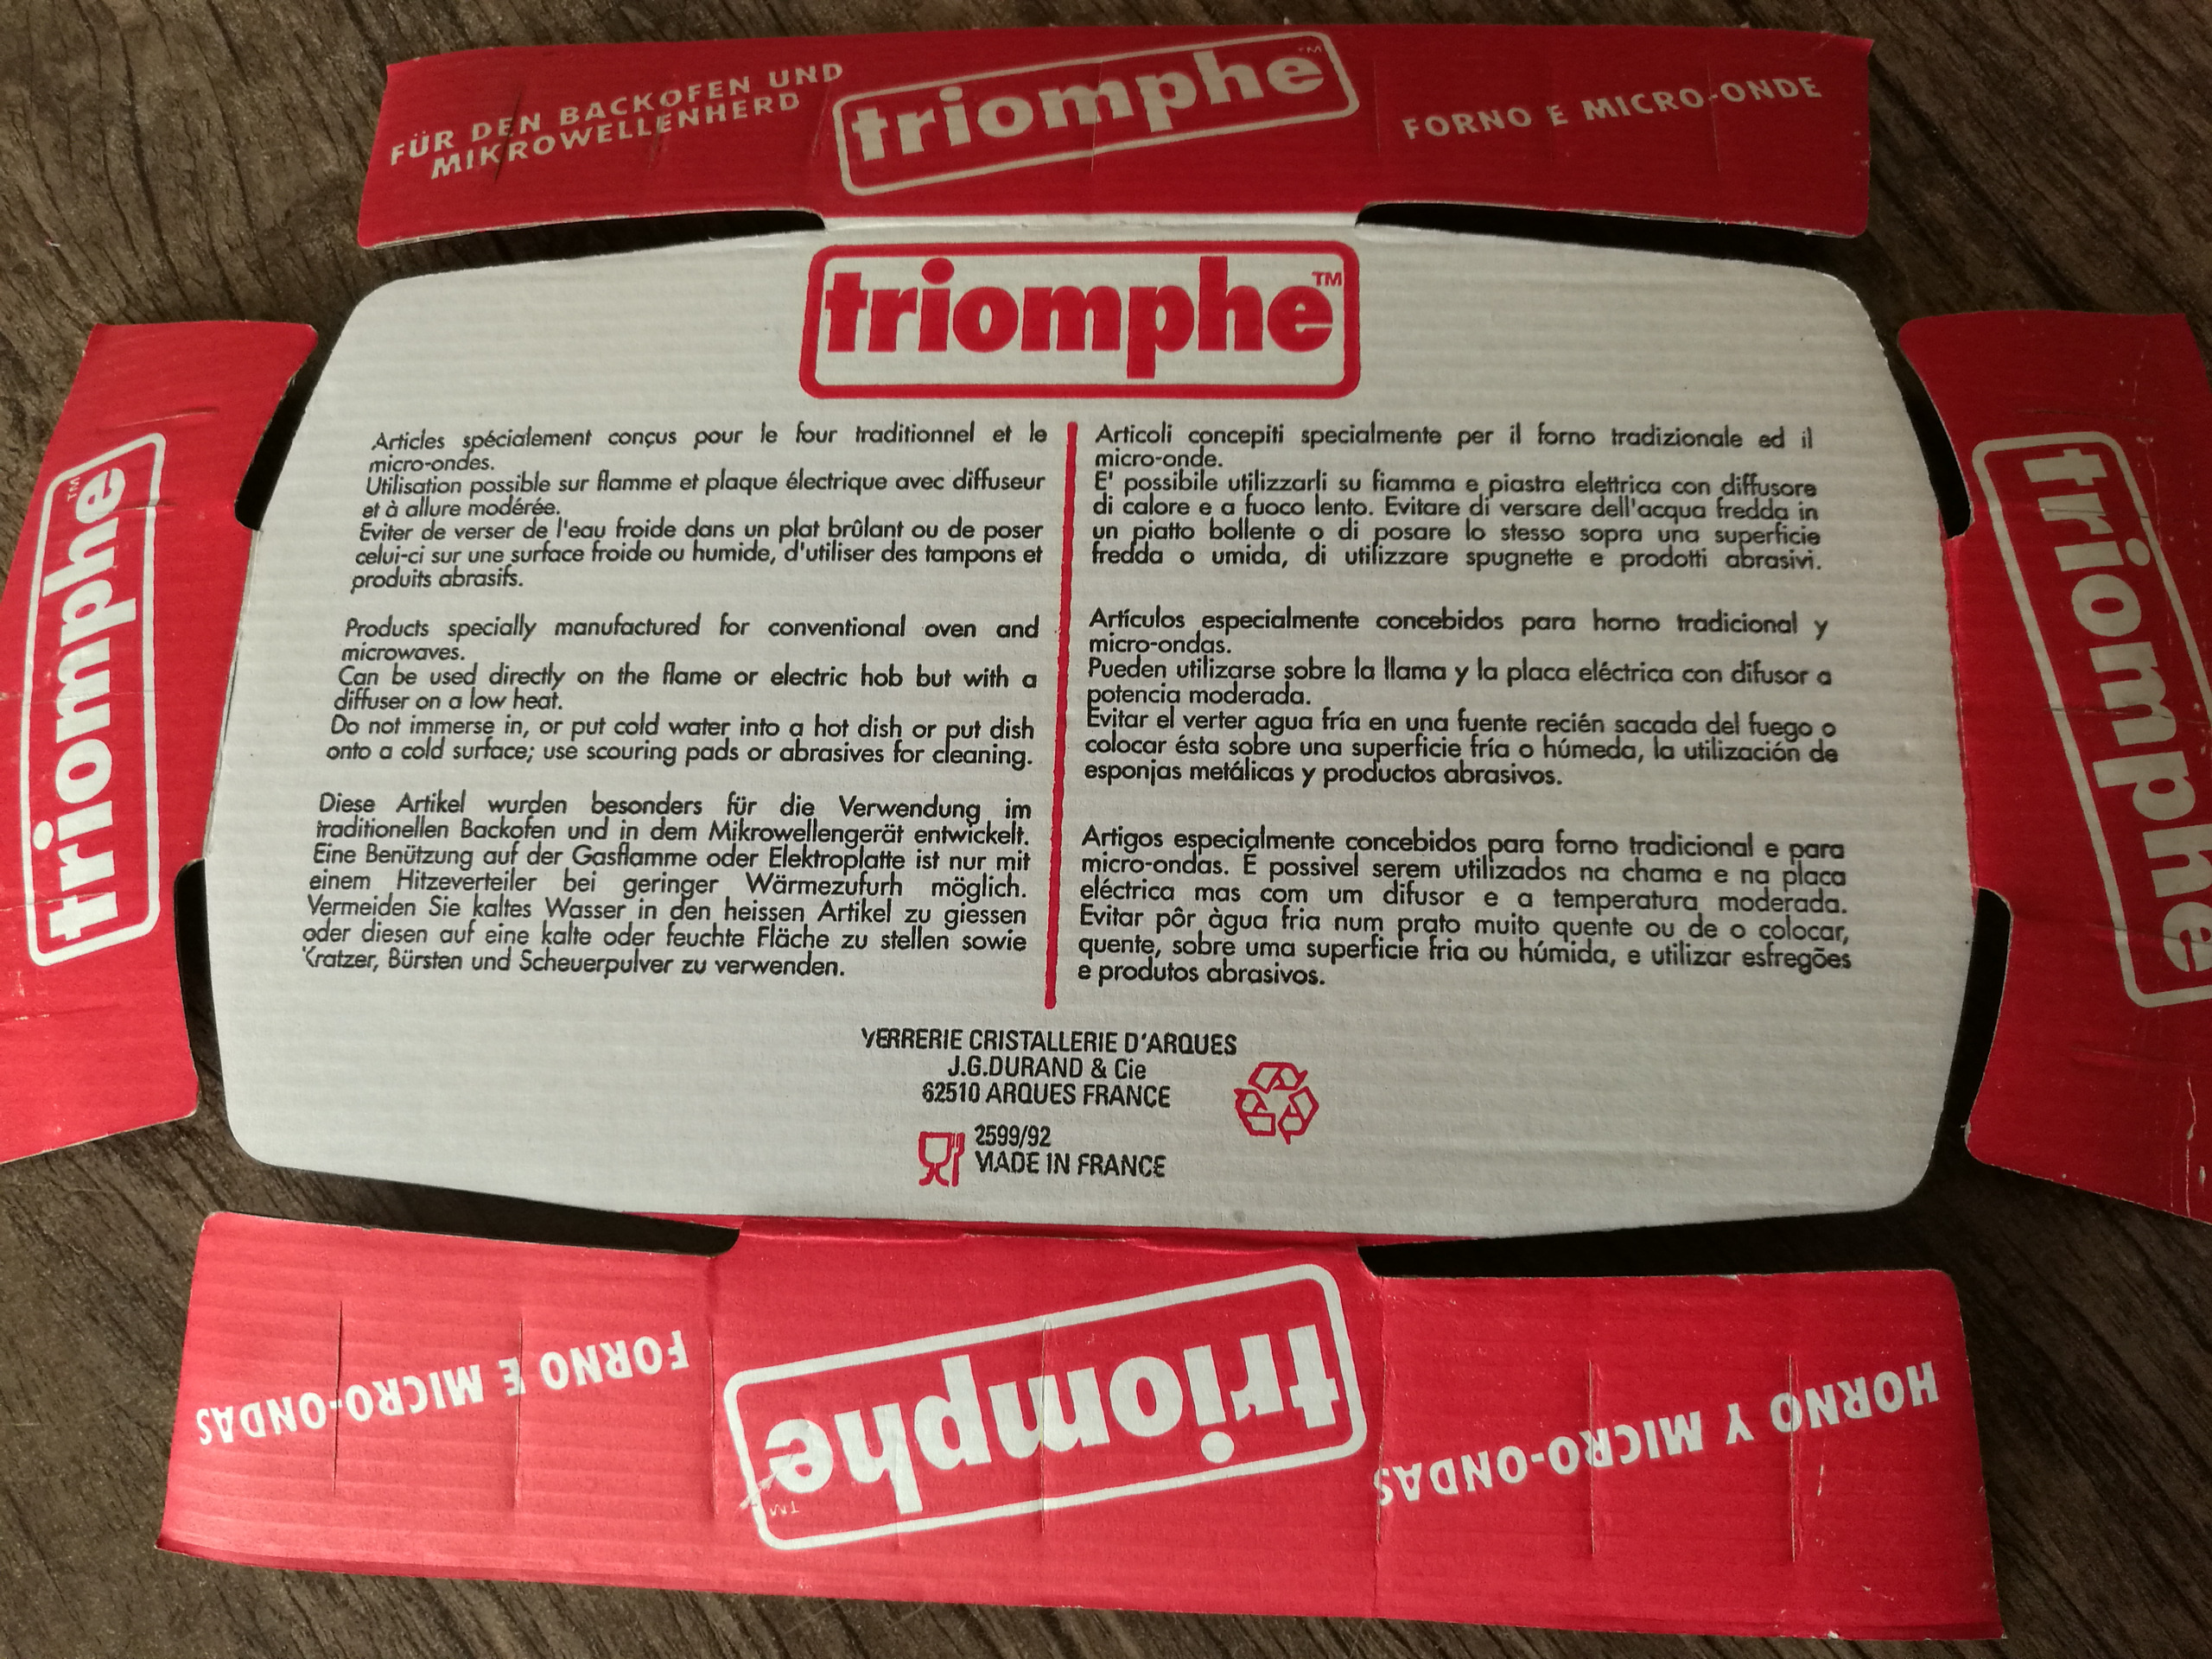 FÜR DEN BACKOFEN UND
MIKROWELLENHERD
triomphe™
FORNO E MICRO-ONDE
triomphe™
triomphe™
triomphe
Articles spécialement conçus pour le four traditionnel et le
micro-ondes.
Utilisation possible sur flamme et plaque électrique avec diffuseur
et à allure modérée.
Eviter de verser de l'eau froide dans un plat brûlant ou de poser
celui-ci sur une surface froide ou humide, d'utiliser des tampons et
produits abrasifs.
Products specially manufactured for conventional oven and
microwaves.
Can be used directly on the flame or electric hob but with a
diffuser on a low heat.
Do not immerse in, or put cold water into a hot dish or put dish
onto a cold surface; use scouring pads or abrasives for cleaning.
Diese Artikel wurden besonders für die Verwendung im
traditionellen Backofen und in dem Mikrowellengerät entwickelt.
Eine Benützung auf der Gasflamme oder Elektroplatte ist nur mit
einem Hitzeverteiler bei geringer Wärmezufurh möglich.
Vermeiden Sie kaltes Wasser in den heissen Artikel zu giessen
oder diesen auf eine kalte oder feuchte Fläche zu stellen sowie
Kratzer, Bürsten und Scheuerpulver zu verwenden.
Articoli concepiti specialmente per il forno tradizionale ed il
micro-onde.
E' possibile utilizzarli su fiamma e piastra elettrica con diffusore
di calore e a fuoco lento. Evitare di versare dell'acqua fredda in
un piatto bollente o di posare lo stesso sopra una superficie
fredda o umida, di utilizzare spugnette e prodotti abrasivi.
Artículos especialmente concebidos para horno tradicional y
micro-ondas.
Pueden utilizarse sobre la llama y la placa eléctrica con difusor a
potencia moderada.
Evitar el verter agua fría en una fuente recién sacada del fuego o
colocar ésta sobre una superficie fría o húmeda, la utilización de
esponjas metálicas y productos abrasivos.
Artigos especialmente concebidos para forno tradicional e para
micro-ondas. É possivel serem utilizados na chama e na placa
eléctrica mas com um difusor e a temperatura moderada.
Evitar pôr àgua fria num prato muito quente ou de o colocar,
quente, sobre uma superficie fria ou húmida, e utilizar esfregões
e produtos abrasivos.
VERRERIE CRISTALLERIE D'ARQUES
J.G.DURAND & Cie
62510 ARQUES FRANCE
2599/92
MADE IN FRANCE
HORNO Y MICRO-ONDAS
triomphe™
FORNO E MICRO-ONDAS